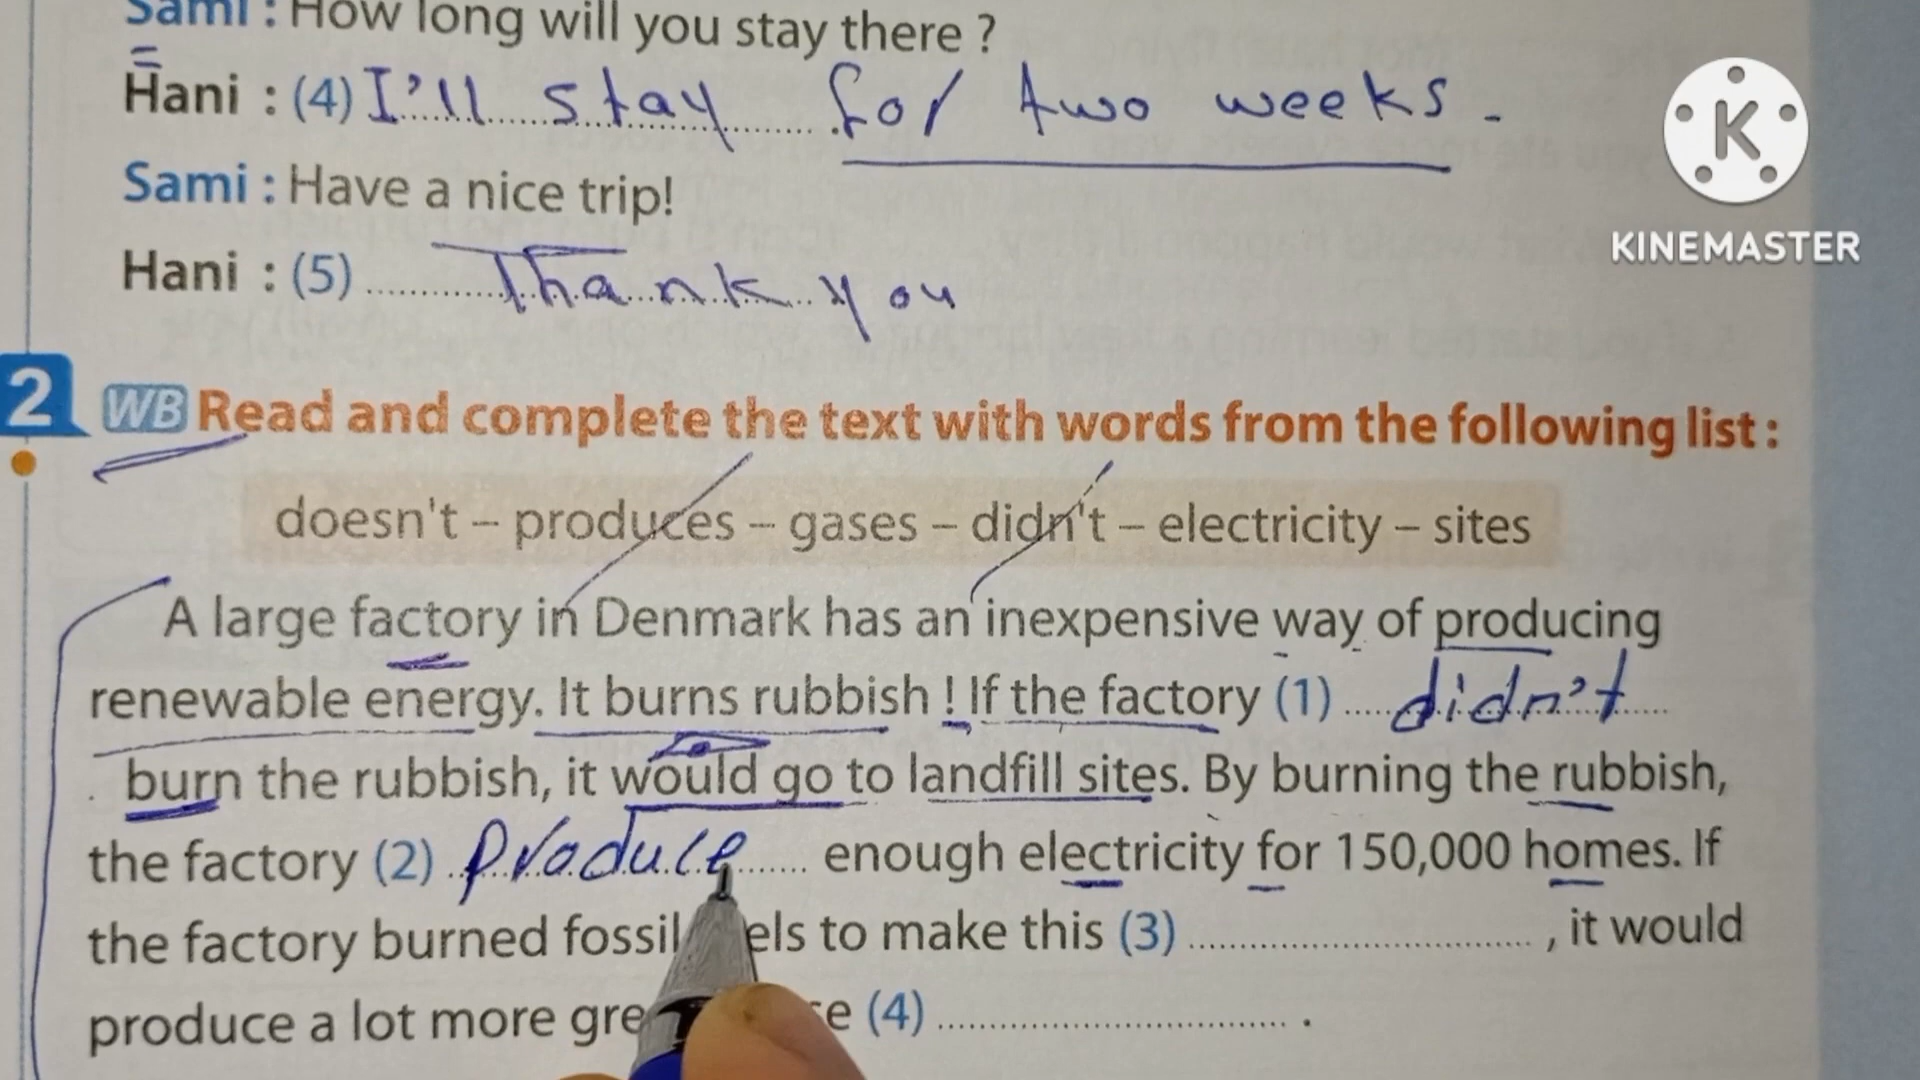 Sami : How long will you stay there ?
Hani : (4) I'll stay for two weeks.
KINEMASTER
Sami : Have a nice trip!
Hani : (5) Thank you
2 WB Read and complete the text with words from the following list :
doesn't – produces – gases – didn't – electricity – sites
A large factory in Denmark has an inexpensive way of producing
renewable energy. It burns rubbish ! If the factory (1) didn't
burn the rubbish, it would go to landfill sites. By burning the rubbish,
the factory (2) produce enough electricity for 150,000 homes. If
the factory burned fossil to make this (3) , it would
produce a lot more (4) .